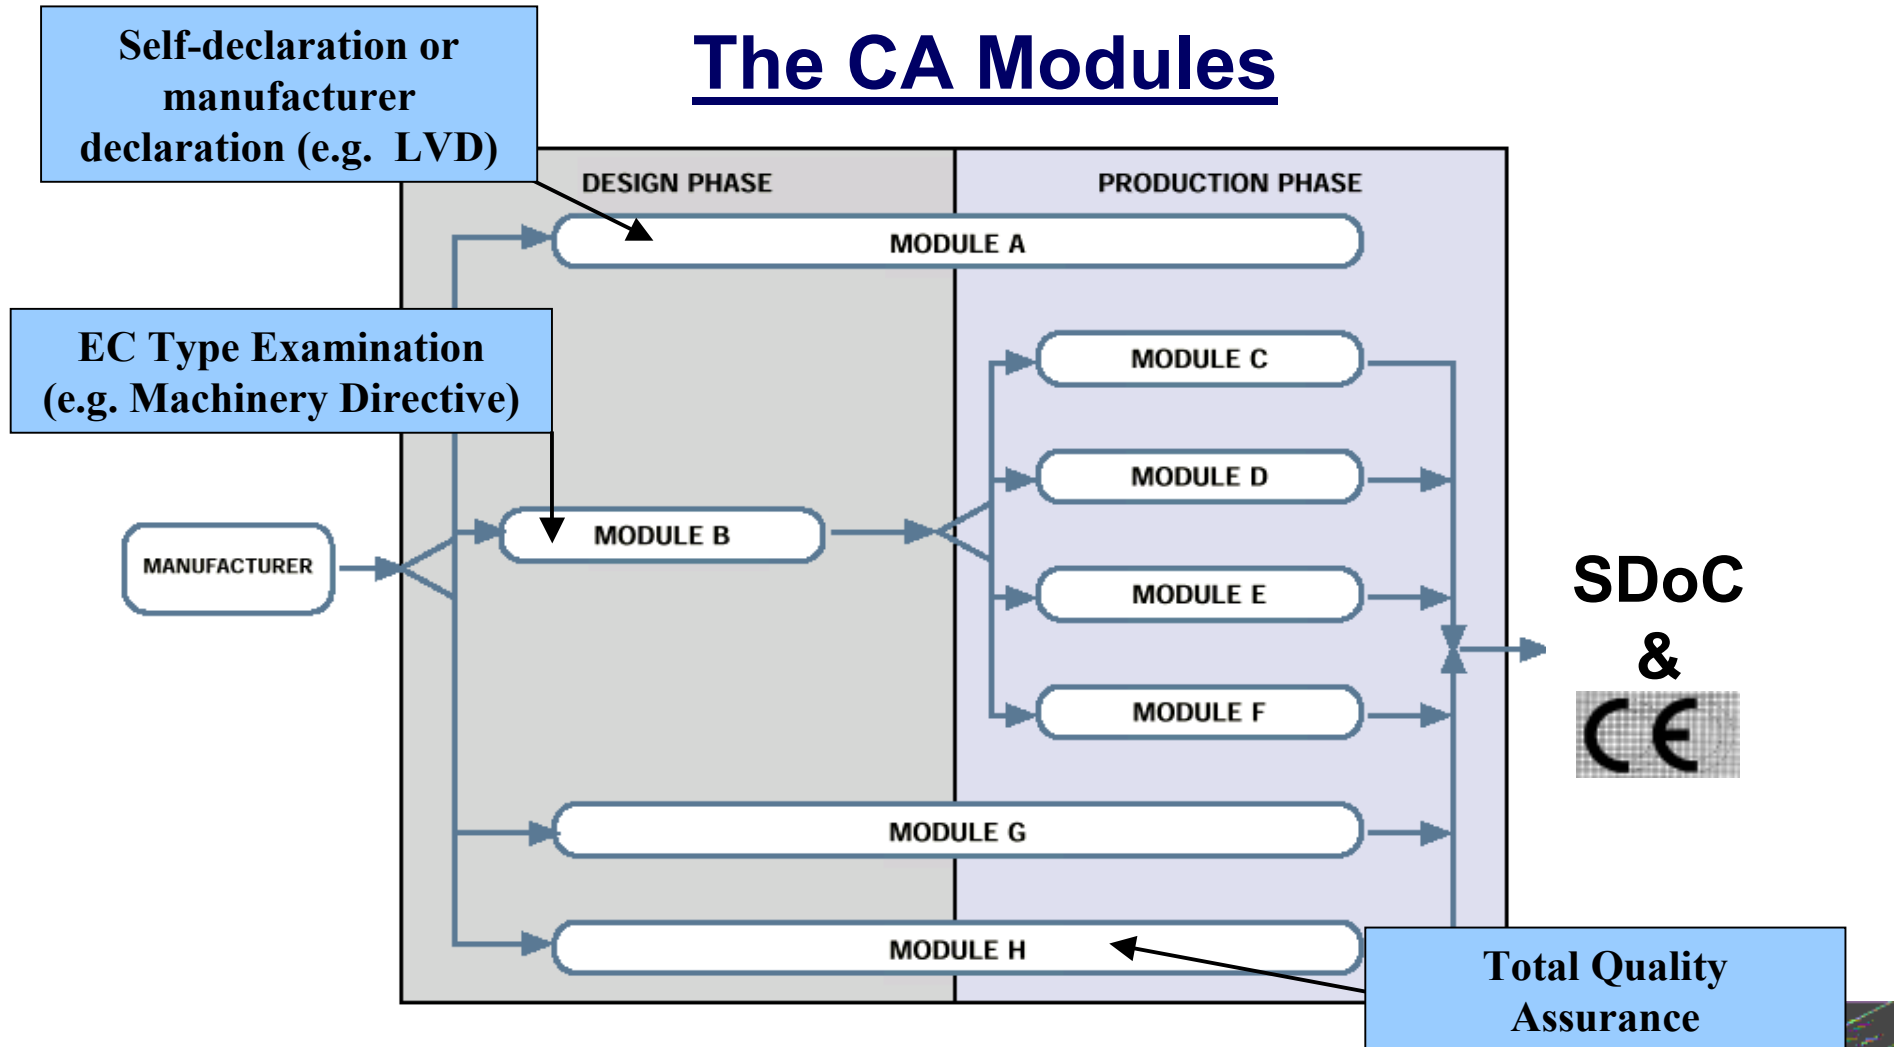 The CA Modules
Self-declaration or
manufacturer
declaration (e.g. LVD)
DESIGN PHASE
PRODUCTION PHASE
MODULE A
EC Type Examination
(e.g. Machinery Directive)
MODULE C
MODULE D
MODULE B
MANUFACTURER
MODULE E
MODULE F
SDoC
&
CE
MODULE G
MODULE H
Total Quality
Assurance